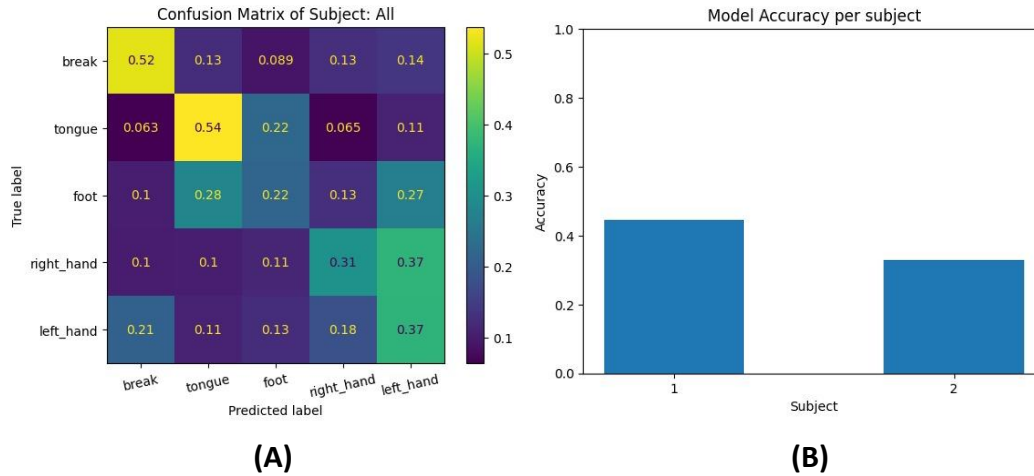 Confusion Matrix of Subject: All
True label
break 0.52 0.13 0.089 0.13 0.14
tongue 0.063 0.54 0.22 0.065 0.11
foot 0.1 0.28 0.22 0.13 0.27
right_hand 0.1 0.1 0.11 0.31 0.37
left_hand 0.21 0.11 0.13 0.18 0.37
break tongue foot right_hand left_hand
Predicted label
0.5
0.4
0.3
0.2
0.1
(A)
Model Accuracy per subject
Accuracy
1.0
0.8
0.6
0.4
0.2
0.0
1 2
Subject
(B)